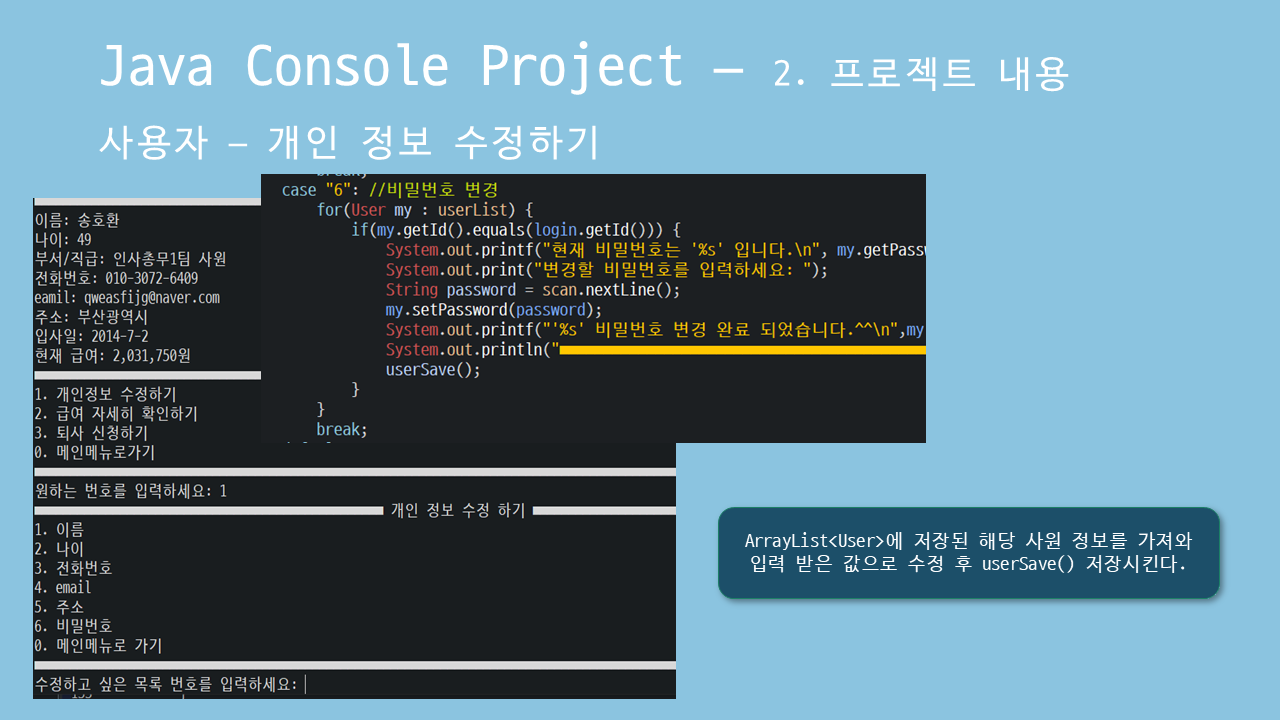 Java Console Project – 2. 프로젝트 내용
사용자 – 개인 정보 수정하기
이름: 송호환
나이: 49
부서/직급: 인사총무1팀 사원
전화번호: 010-3072-6409
eamil: qweasfijg@naver.com
주소: 부산광역시
입사일: 2014-7-2
현재 급여: 2,031,750원
1. 개인정보 수정하기
2. 급여 자세히 확인하기
3. 퇴사 신청하기
0. 메인메뉴로가기
원하는 번호를 입력하세요: 1
개인 정보 수정 하기
1. 이름
2. 나이
3. 전화번호
4. email
5. 주소
6. 비밀번호
0. 메인메뉴로 가기
수정하고 싶은 목록 번호를 입력하세요:
break;
case "6": //비밀번호 변경
for(User my : userList) {
if(my.getId().equals(login.getId())) {
System.out.printf("현재 비밀번호는 '%s' 입니다.\n", my.getPassw
System.out.print("변경할 비밀번호를 입력하세요: ");
String password = scan.nextLine();
my.setPassword(password);
System.out.printf("'%s' 비밀번호 변경 완료 되었습니다.^^\n",my
System.out.println("
userSave();
}
}
break;
ArrayList<User>에 저장된 해당 사원 정보를 가져와
입력 받은 값으로 수정 후 userSave() 저장시킨다.